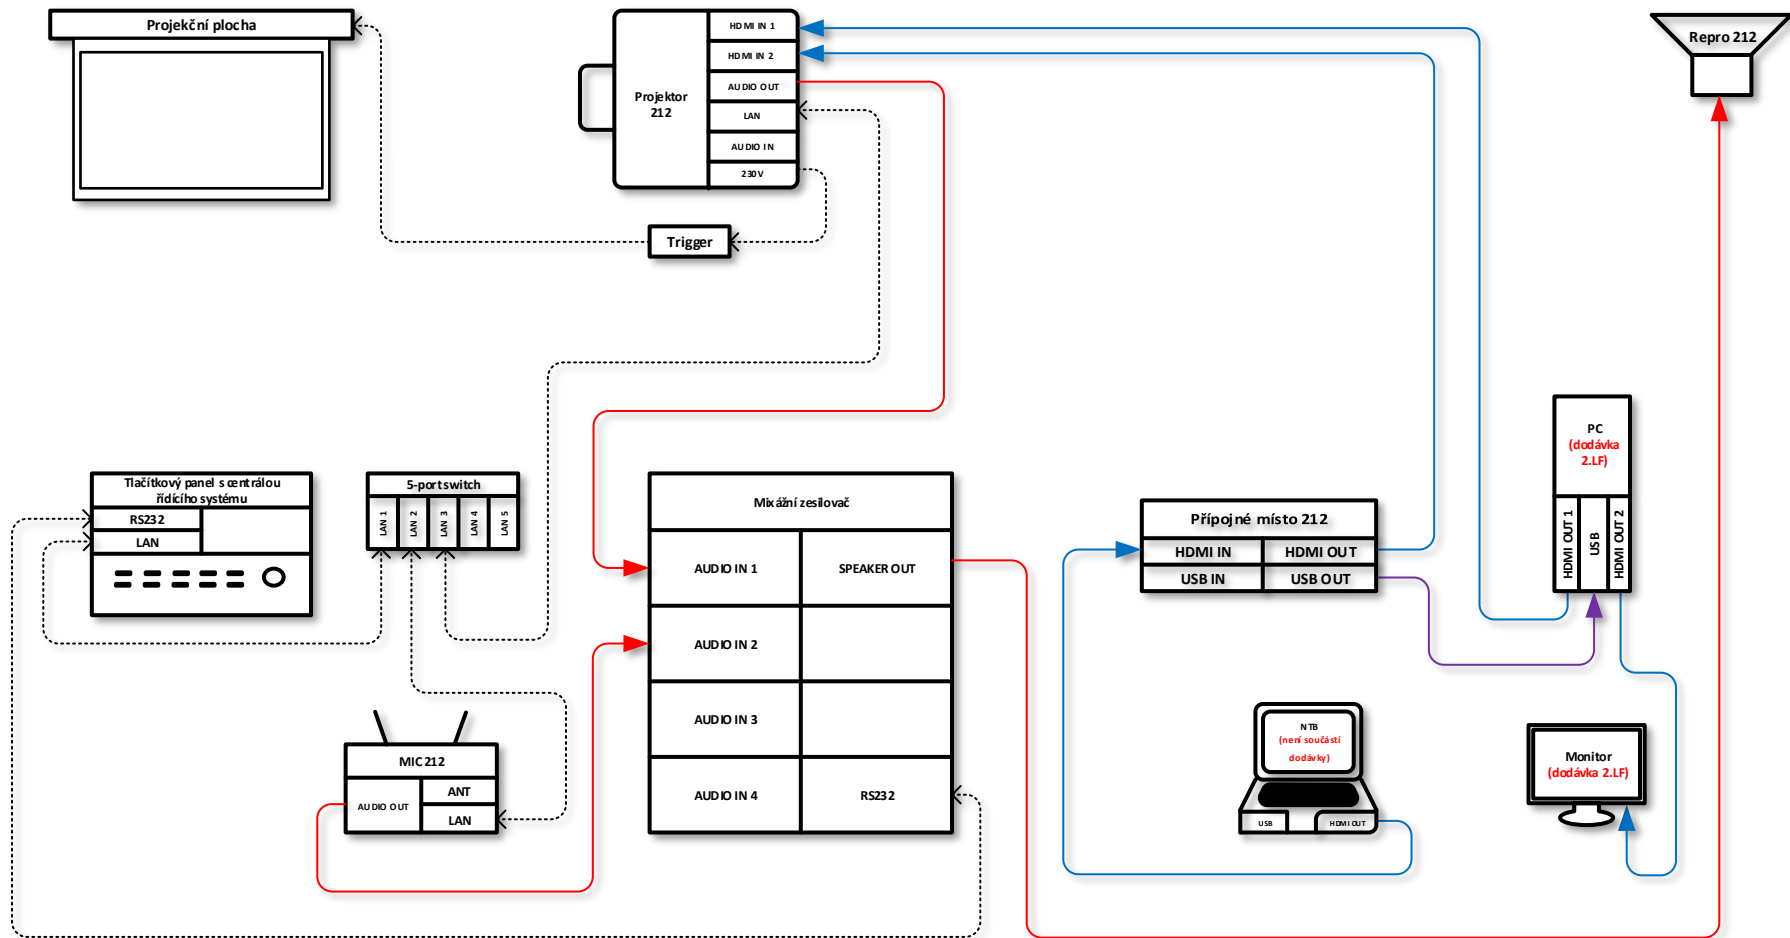 Projekční plocha
Projektor
212
HDMI IN 1
HDMI IN 2
AUDIO OUT
LAN
AUDIO IN
230V
Repro 212
Trigger
PC
(dodávka
2.LF)
HDMI OUT 1
USB
HDMI OUT 2
Tlačítkový panel s centrálou
řídícího systému
RS232
LAN
5-port switch
LAN 1
LAN 2
LAN 3
LAN 4
LAN 5
Mixážní zesilovač
AUDIO IN 1
SPEAKER OUT
AUDIO IN 2
AUDIO IN 3
AUDIO IN 4
RS232
Přípojné místo 212
HDMI IN
HDMI OUT
USB IN
USB OUT
MIC 212
AUDIO OUT
ANT
LAN
NTB
(není součástí
dodávky)
USB
HDMI OUT
Monitor
(dodávka 2.LF)